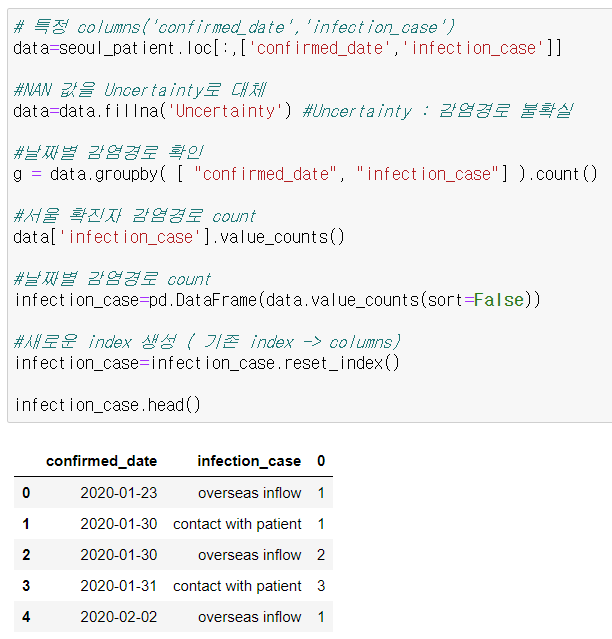 # 특정 columns('confirmed_date','infection_case')
data=seoul_patient.loc[:,['confirmed_date','infection_case']]
#NAN 값을 Uncertainty로 대체
data=data.fillna('Uncertainty') #Uncertainty : 감염경로 불확실
#날짜별 감염경로 확인
g = data.groupby( [ "confirmed_date", "infection_case"] ).count()
#서울 확진자 감염경로 count
data['infection_case'].value_counts()
#날짜별 감염경로 count
infection_case=pd.DataFrame(data.value_counts(sort=False))
#새로운 index 생성 ( 기존 index -> columns)
infection_case=infection_case.reset_index()
infection_case.head()
confirmed_date infection_case 0
0 2020-01-23 overseas inflow 1
1 2020-01-30 contact with patient 1
2 2020-01-30 overseas inflow 2
3 2020-01-31 contact with patient 3
4 2020-02-02 overseas inflow 1